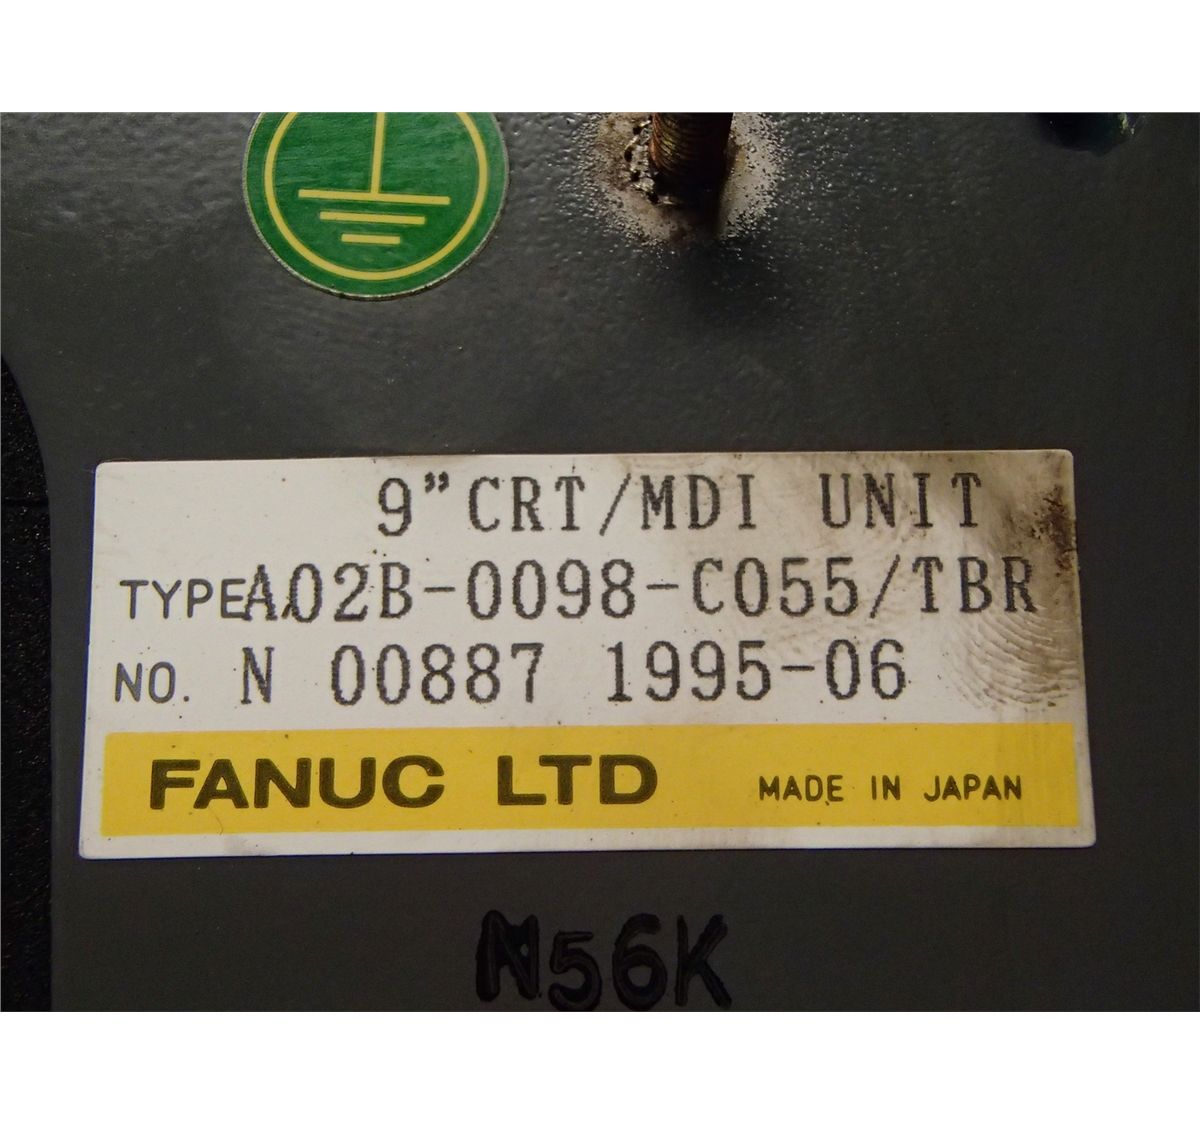 9" CRT/MDI UNIT
TYPE A02B-0098-C055/TBR
NO. N 00887 1995-06
FANUC LTD MADE IN JAPAN
N56K